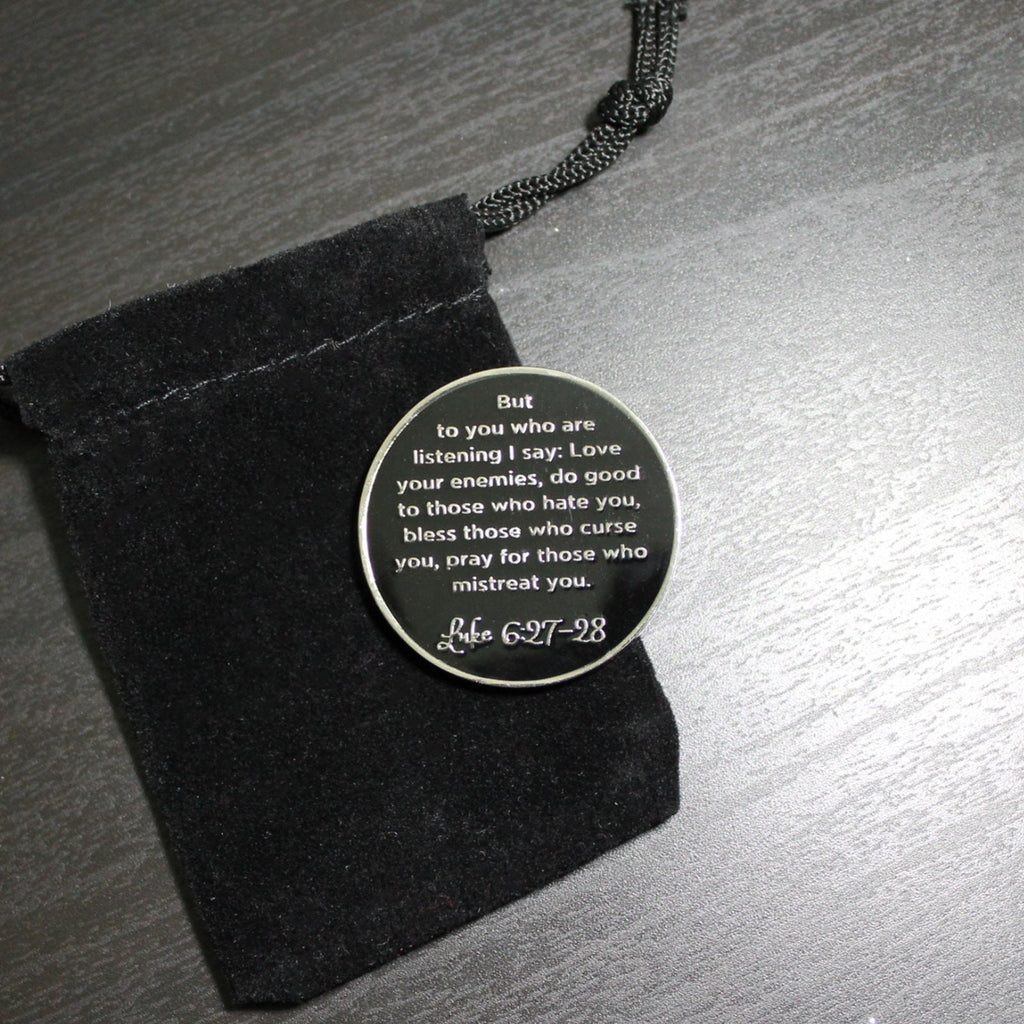 But
to you who are
listening I say: Love
your enemies, do good
to those who hate you,
bless those who curse
you, pray for those who
mistreat you.
Luke 6:27-28